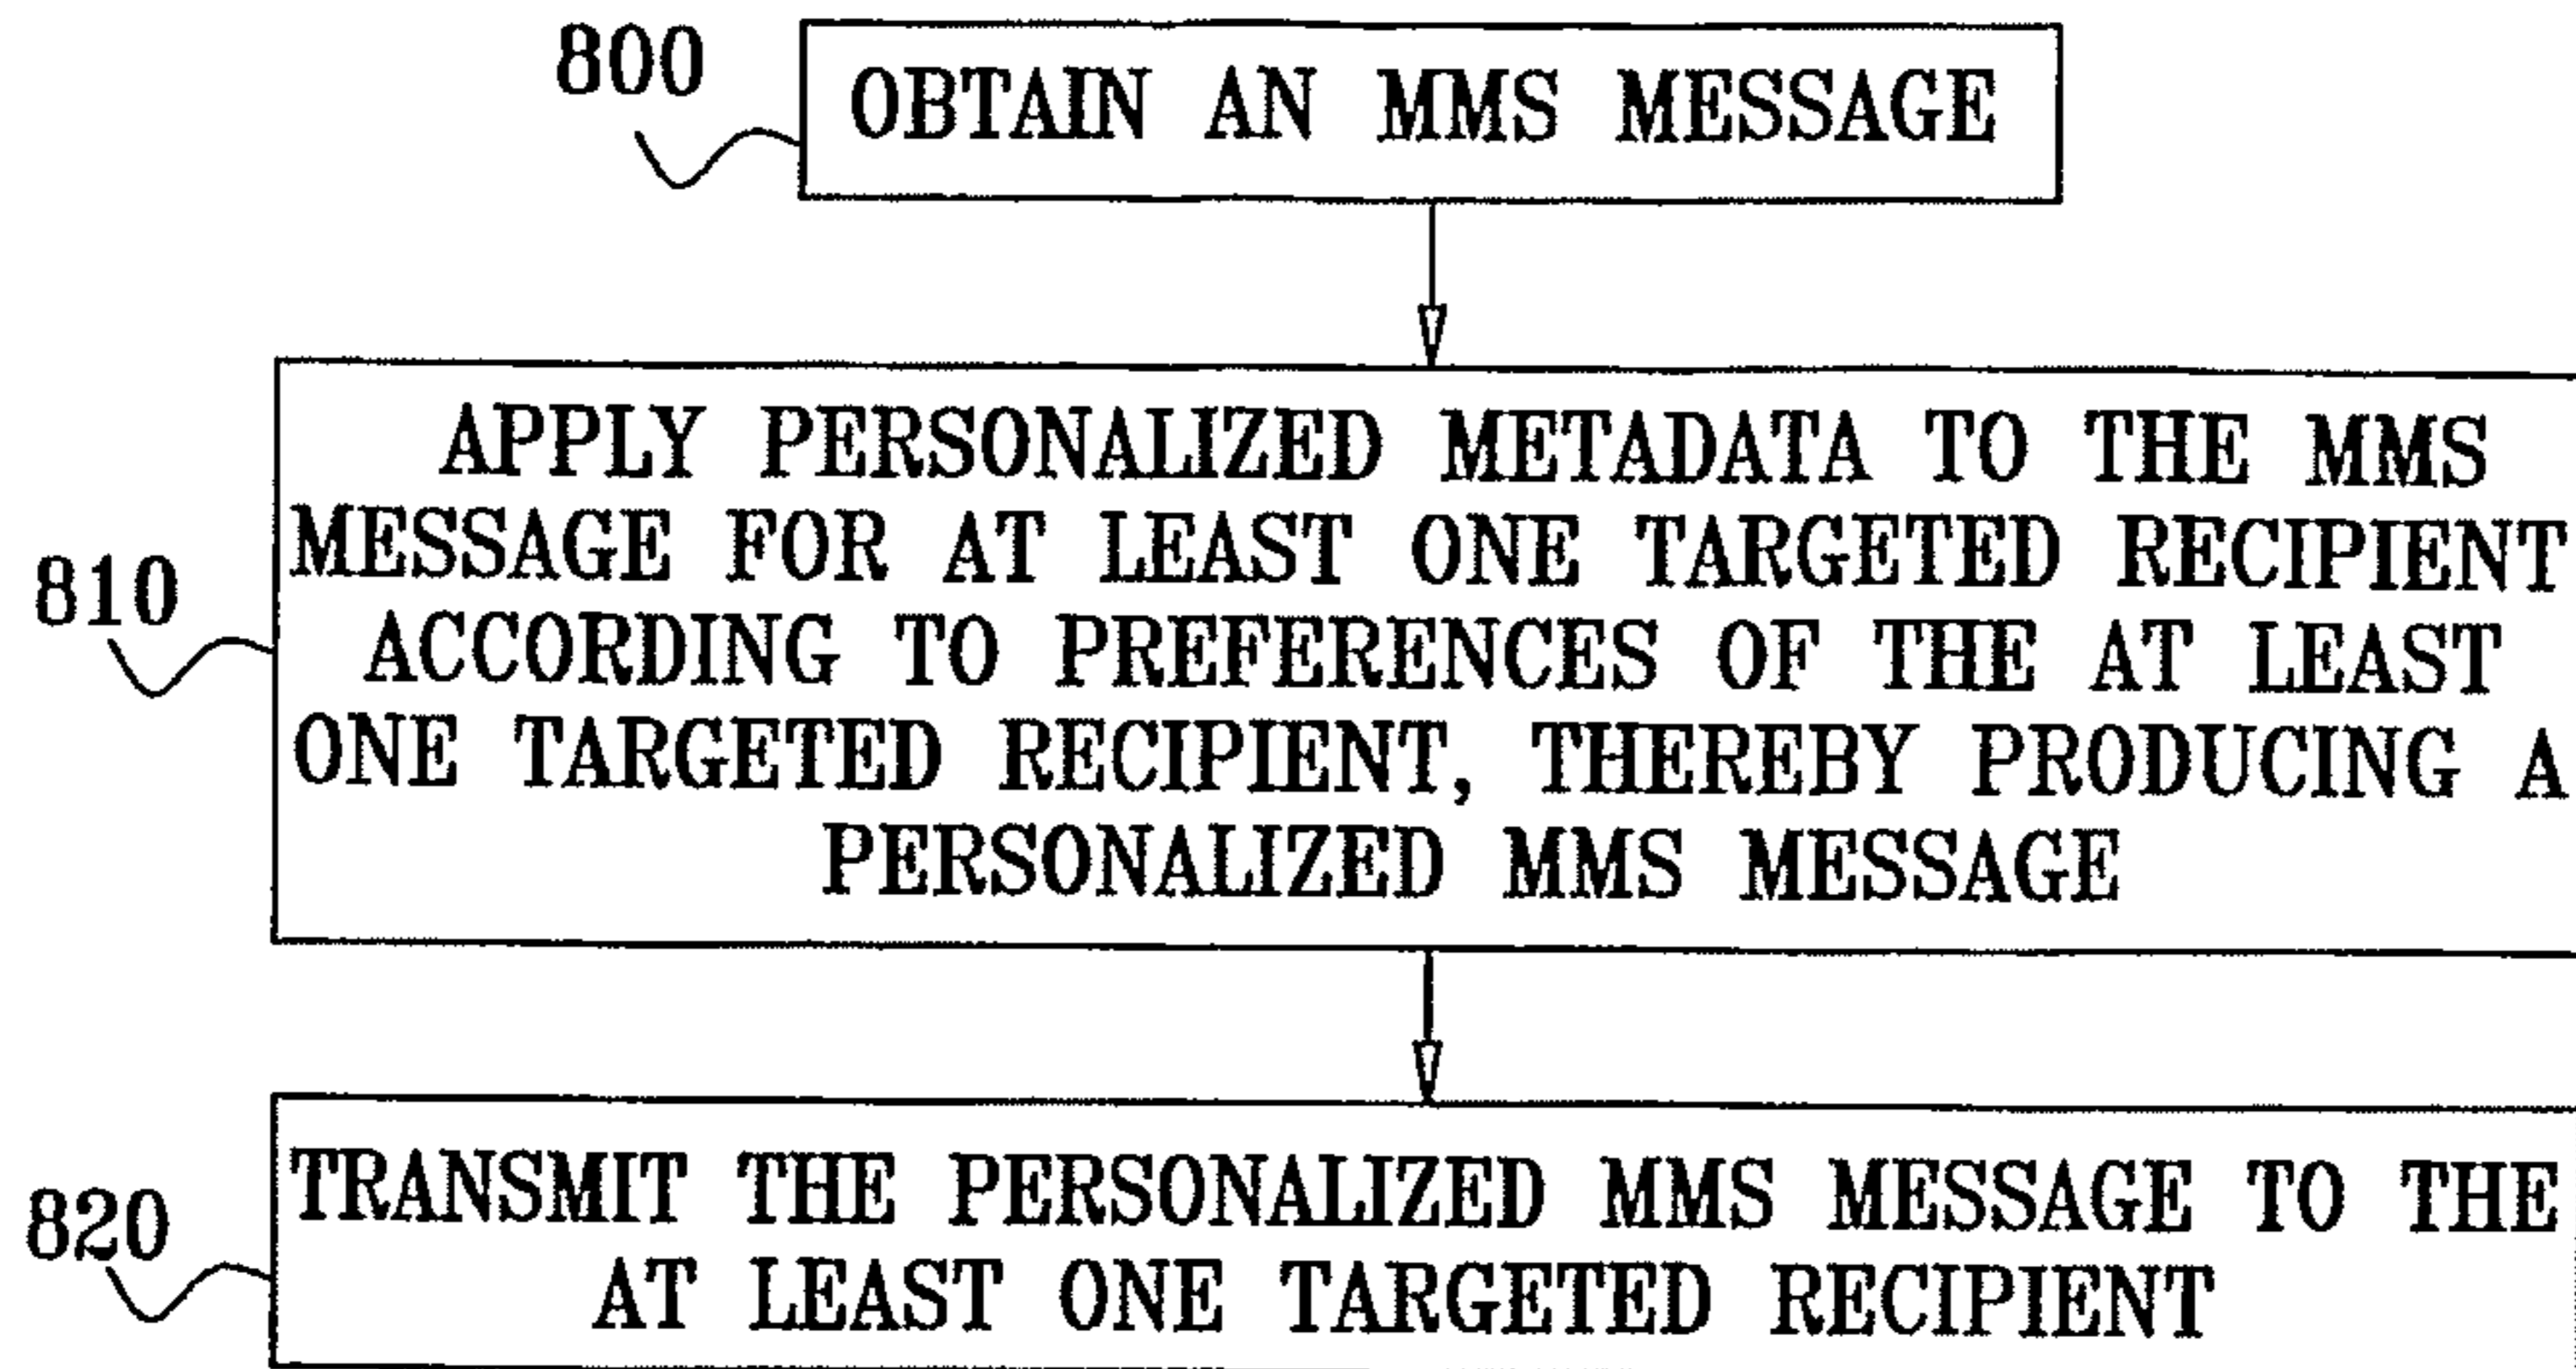 800
OBTAIN AN MMS MESSAGE
APPLY PERSONALIZED METADATA TO THE MMS
MESSAGE FOR AT LEAST ONE TARGETED RECIPIENT
810
ACCORDING TO PREFERENCES OF THE AT LEAST
ONE TARGETED RECIPIENT, THEREBY PRODUCING A
PERSONALIZED MMS MESSAGE
820
TRANSMIT THE PERSONALIZED MMS MESSAGE TO THE
AT LEAST ONE TARGETED RECIPIENT